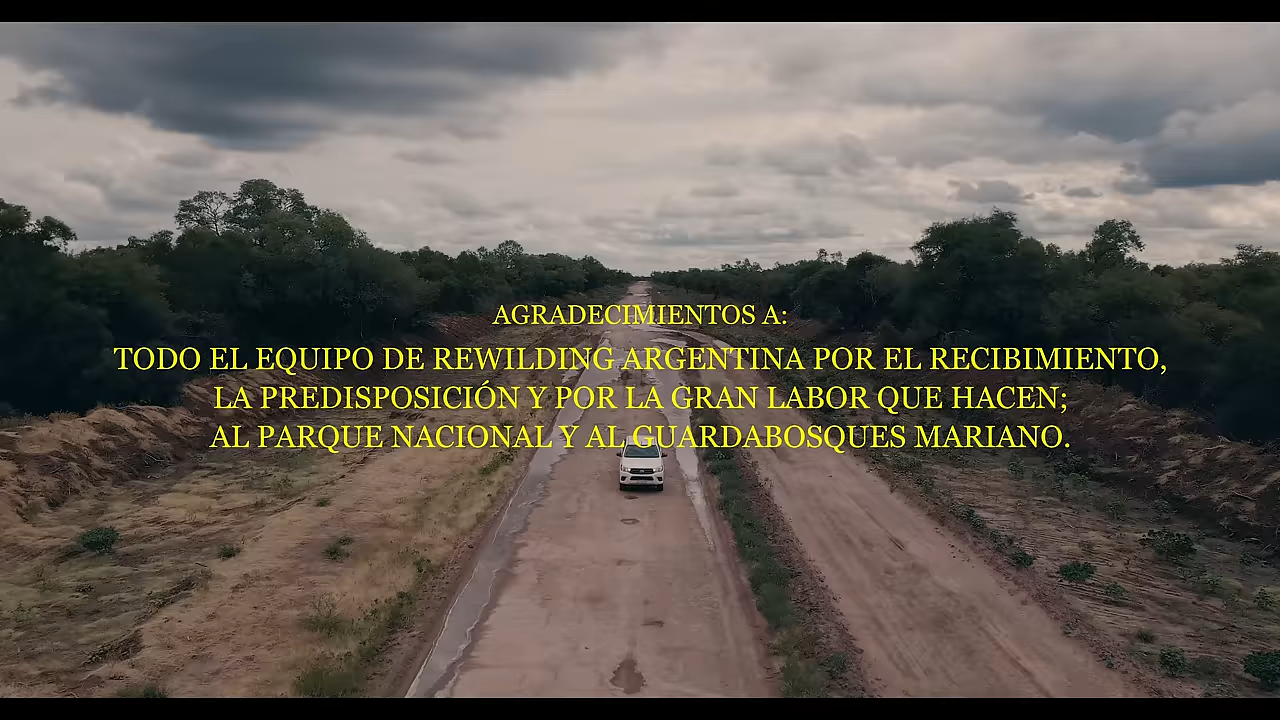 AGRADECIMIENTOS A:
TODO EL EQUIPO DE REWILDING ARGENTINA POR EL RECIBIMIENTO,
LA PREDISPOSICIÓN Y POR LA GRAN LABOR QUE HACEN;
AL PARQUE NACIONAL Y AL GUARDABOSQUES MARIANO.